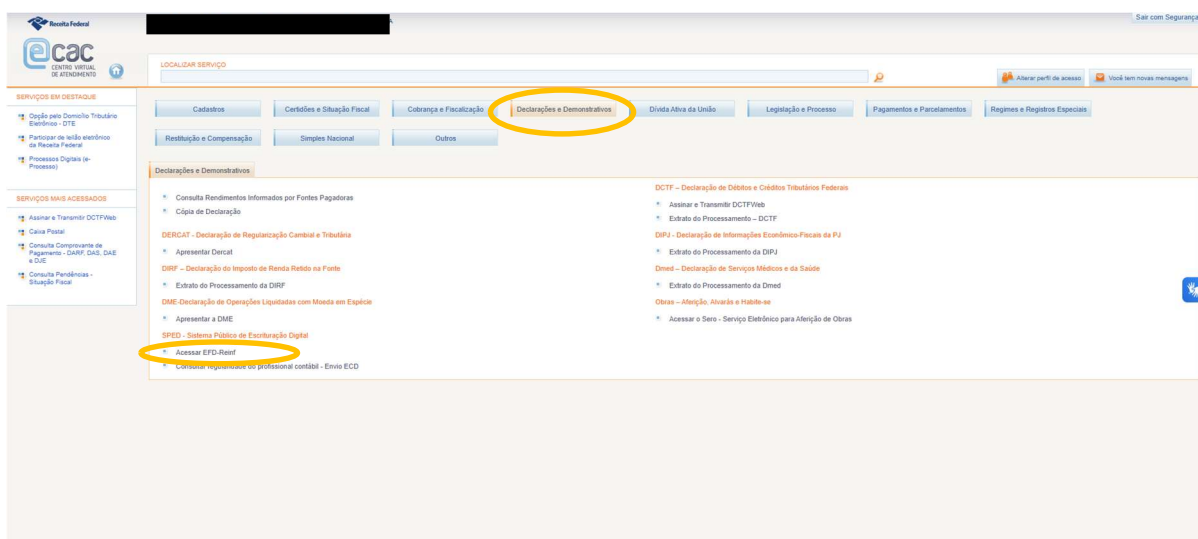 Receita Federal
Sair com Segurança
eCAC
CENTRO VIRTUAL
DE ATENDIMENTO
LOCALIZAR SERVIÇO
Alterar perfil de acesso
Você tem novas mensagens
SERVIÇOS EM DESTAQUE
Opção pelo Domicílio Tributário
Eletrônico - DTE
Participar de leilão eletrônico
da Receita Federal
Processos Digitais (e-
Processo)
SERVIÇOS MAIS ACESSADOS
Assinar e Transmitir DCTFWeb
Caixa Postal
Consulta Comprovante de
Pagamento - DARF, DAS, DAE
e DJE
Consulta Pendências -
Situação Fiscal
Cadastros
Certidões e Situação Fiscal
Cobrança e Fiscalização
Declarações e Demonstrativos
Dívida Ativa da União
Legislação e Processo
Pagamentos e Parcelamentos
Regimes e Registros Especiais
Restituição e Compensação
Simples Nacional
Outros
Declarações e Demonstrativos
Consulta Rendimentos Informados por Fontes Pagadoras
Cópia de Declaração
DERCAT - Declaração de Regularização Cambial e Tributária
Apresentar Dercat
DIRF – Declaração do Imposto de Renda Retido na Fonte
Extrato do Processamento da DIRF
DME-Declaração de Operações Liquidadas com Moeda em Espécie
Apresentar a DME
SPED - Sistema Público de Escrituração Digital
Acessar EFD-Reinf
Consultar regularidade do profissional contábil - Envio ECD
DCTF – Declaração de Débitos e Créditos Tributários Federais
Assinar e Transmitir DCTFWeb
Extrato do Processamento – DCTF
DIPJ - Declaração de Informações Econômico-Fiscais da PJ
Extrato do Processamento da DIPJ
Dmed – Declaração de Serviços Médicos e da Saúde
Extrato do Processamento da Dmed
Obras – Aferição, Alvarás e Habite-se
Acessar o Sero - Serviço Eletrônico para Aferição de Obras